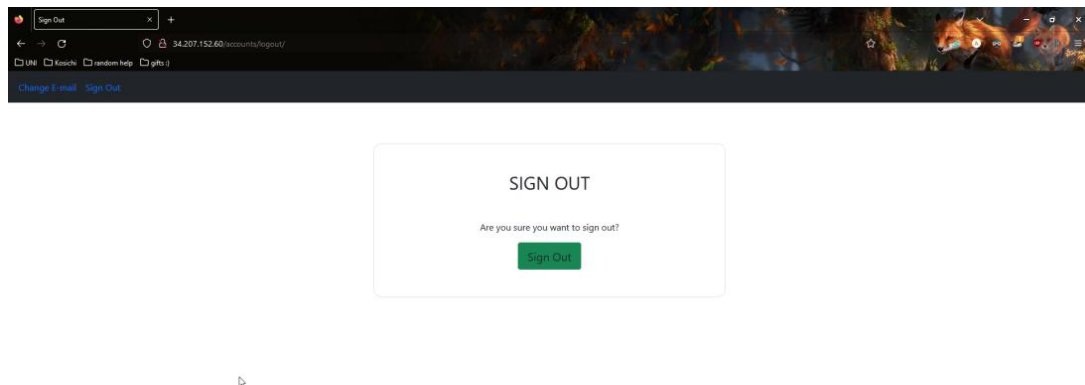 Sign Out
34.207.152.60/accounts/logout/
UNI Kosichi random help gifts :)
Change E-mail Sign Out
SIGN OUT
Are you sure you want to sign out?
Sign Out